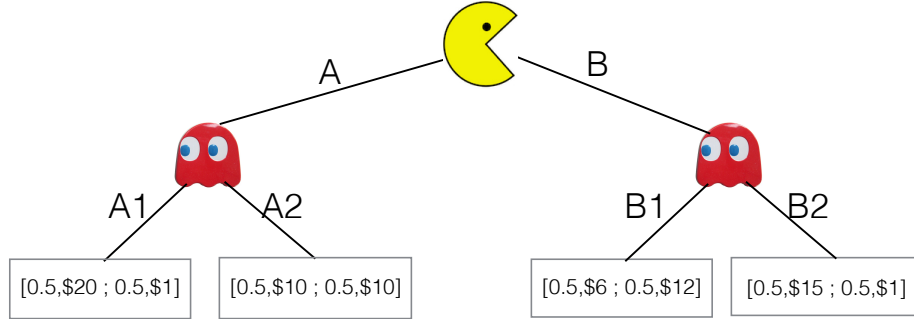 A
B
A1
A2
B1
B2
[0.5,$20 ; 0.5,$1]
[0.5,$10 ; 0.5,$10]
[0.5,$6 ; 0.5,$12]
[0.5,$15 ; 0.5,$1]